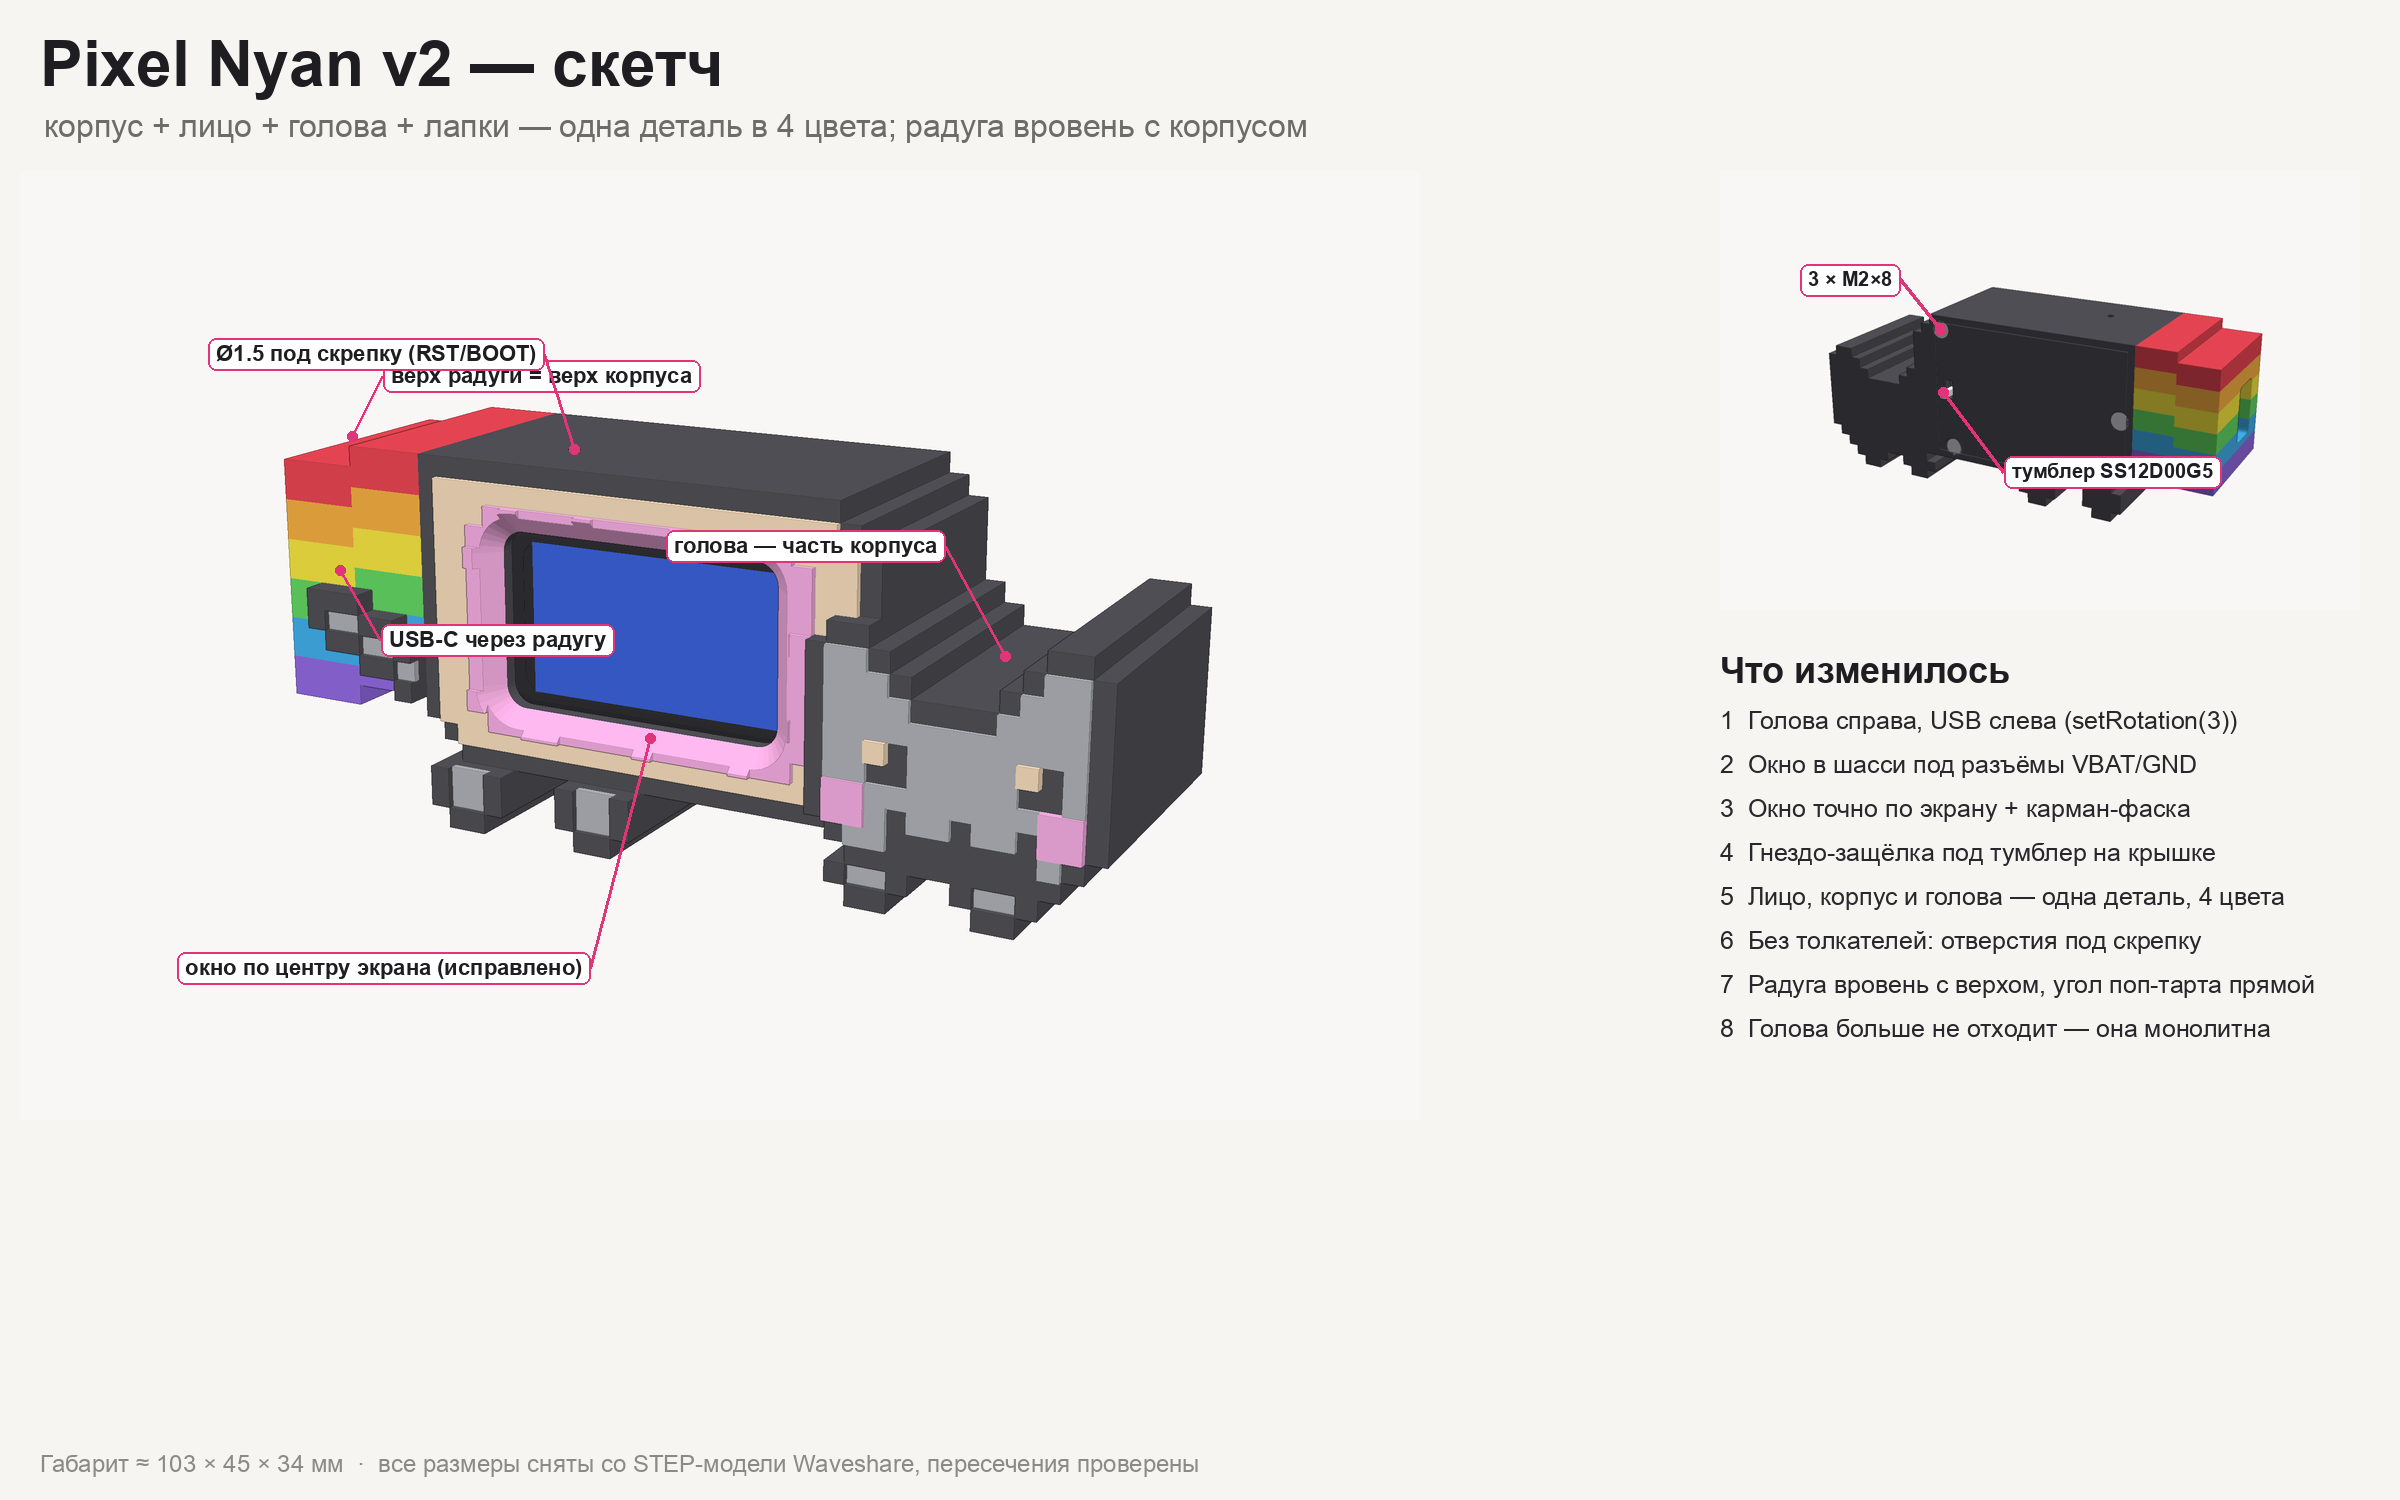 Pixel Nyan v2 — скетч
корпус + лицо + голова + лапки — одна деталь в 4 цвета; радуга вровень с корпусом
Ø1.5 под скрепку (RST/BOOT)
верх радуги = верх корпуса
голова — часть корпуса
USB-C через радугу
окно по центру экрана (исправлено)
3 × M2×8
тумблер SS12D00G5
Что изменилось
1 Голова справа, USB слева (setRotation(3))
2 Окно в шасси под разъёмы VBAT/GND
3 Окно точно по экрану + карман-фаска
4 Гнездо-защёлка под тумблер на крышке
5 Лицо, корпус и голова — одна деталь, 4 цвета
6 Без толкателей: отверстия под скрепку
7 Радуга вровень с верхом, угол поп-тарта прямой
8 Голова больше не отходит — она монолитна
Габарит ≈ 103 × 45 × 34 мм · все размеры сняты со STEP-модели Waveshare, пересечения проверены